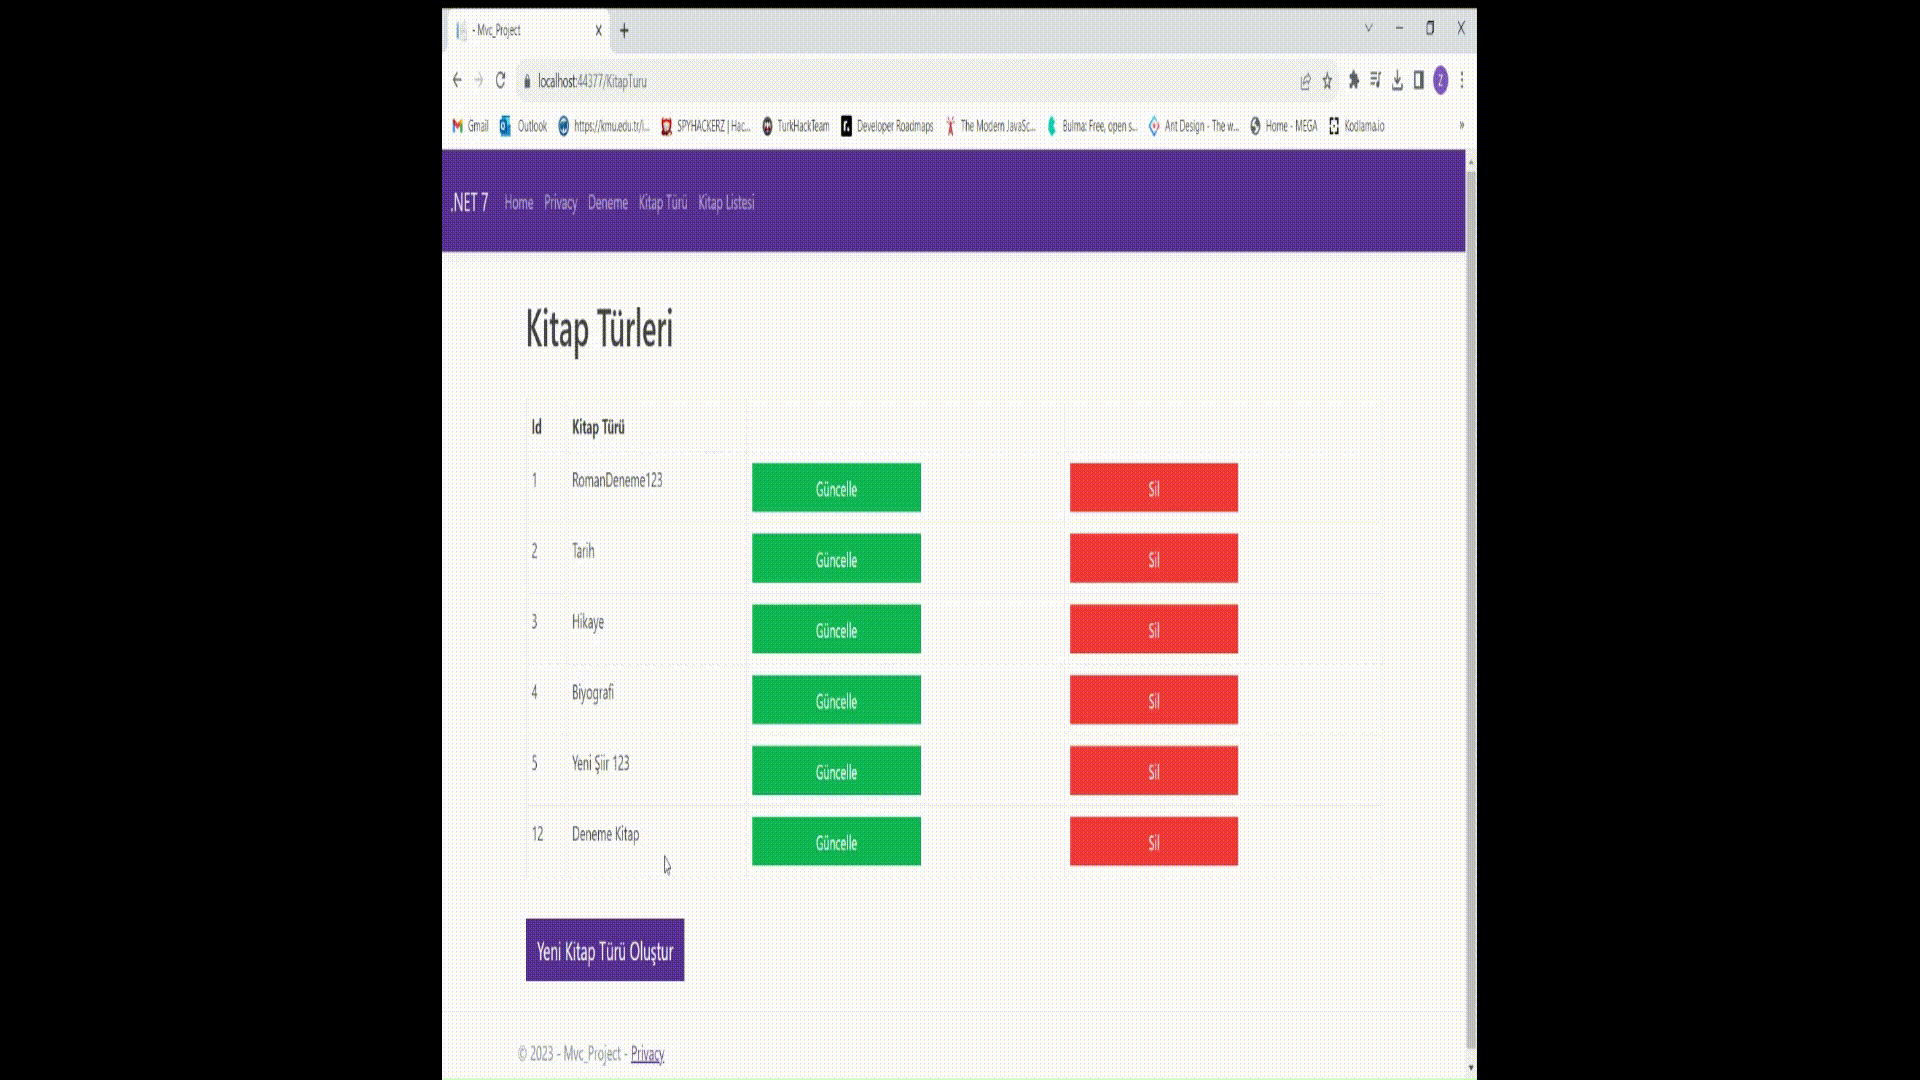 - Mvc_Project
localhost:44377/KitapTuru
Z
Gmail Outlook https://kmu.edu.tr/i... SPYHACKERZ | Hac... TurkHackTeam Developer Roadmaps The Modern JavaSc... Bulma: Free, open s... Ant Design - The w... Home - MEGA Kodlama.io »
.NET 7 Home Privacy Deneme Kitap Türü Kitap Listesi
Kitap Türleri
Id Kitap Türü
1 RomanDeneme123 Güncelle Sil
2 Tarih Güncelle Sil
3 Hikaye Güncelle Sil
4 Biyografi Güncelle Sil
5 Yeni Şiir 123 Güncelle Sil
12 Deneme Kitap Güncelle Sil
Yeni Kitap Türü Oluştur
© 2023 - Mvc_Project - Privacy